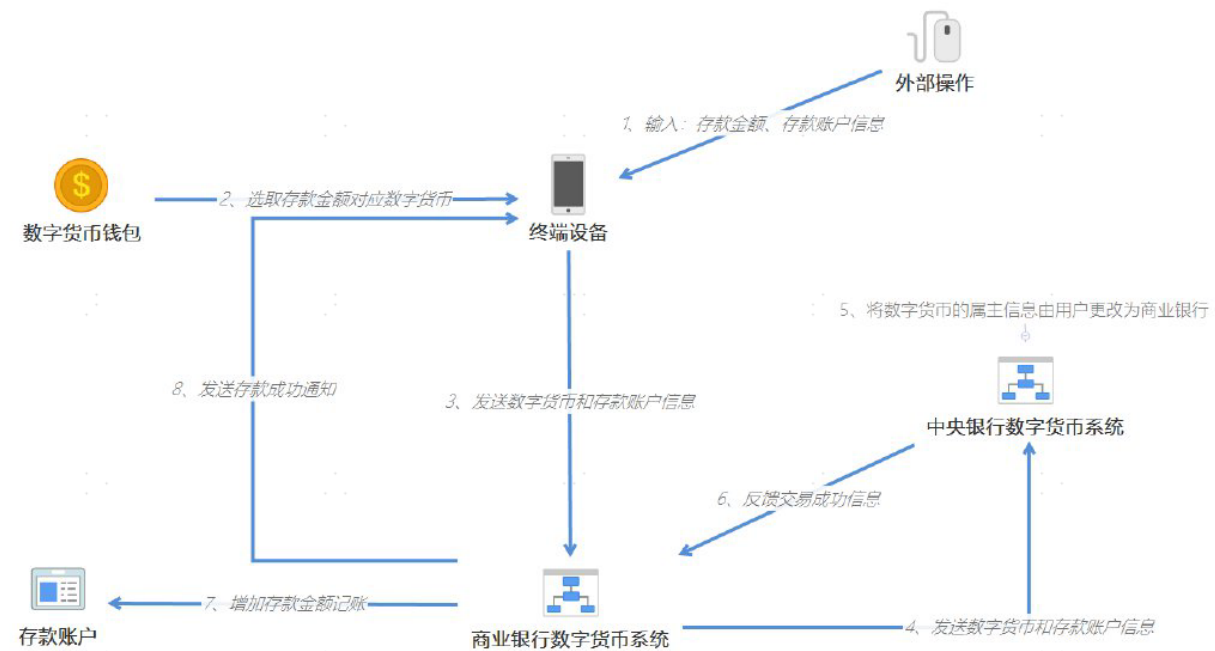 外部操作
1、输入：存款金额、存款账户信息
2、选取存款金额对应数字货币
数字货币钱包
终端设备
5、将数字货币的属主信息由用户更改为商业银行
8、发送存款成功通知
3、发送数字货币和存款账户信息
中央银行数字货币系统
6、反馈交易成功信息
7、增加存款金额记账
存款账户
商业银行数字货币系统
4、发送数字货币和存款账户信息